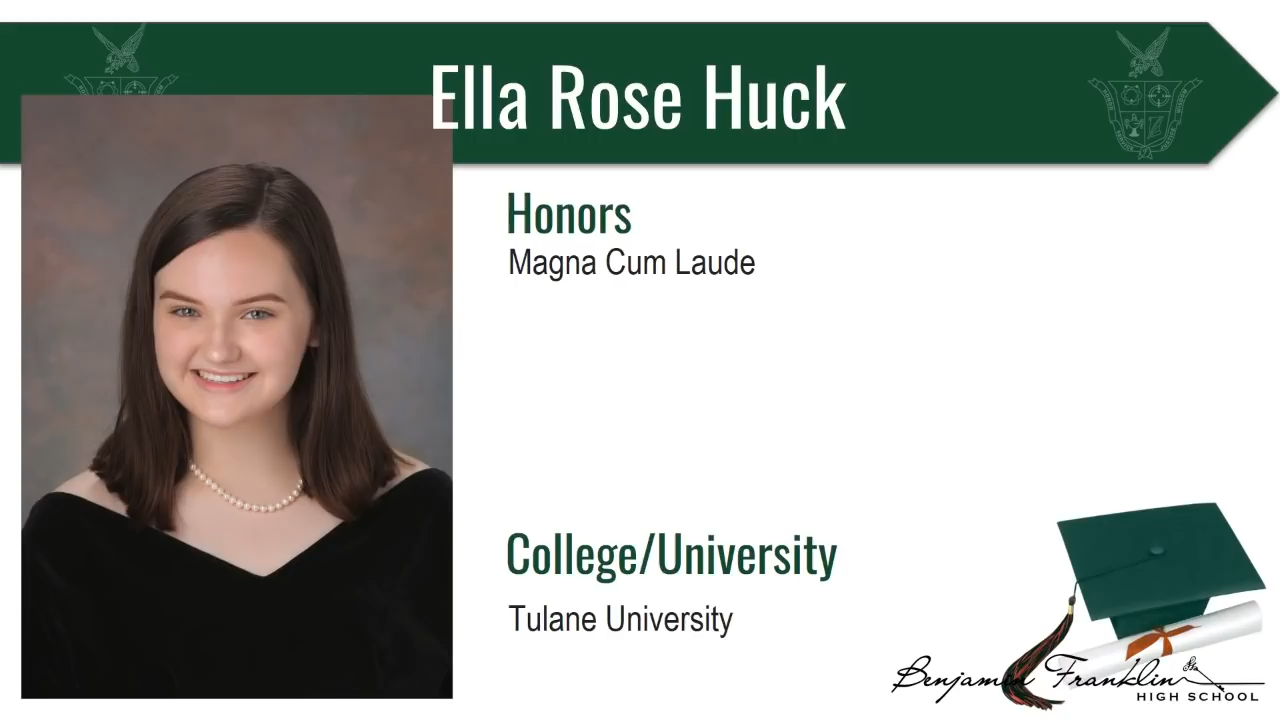 Ella Rose Huck
Honors
Magna Cum Laude
College/University
Tulane University
Benjamin Franklin
HIGH SCHOOL